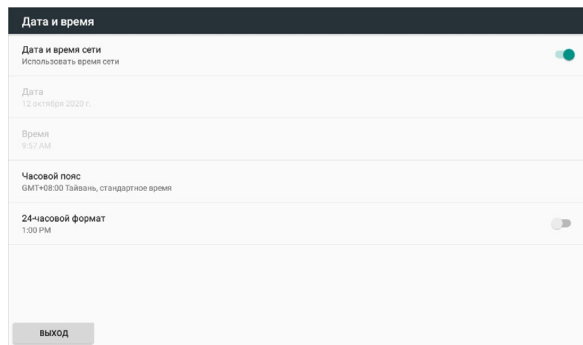 Дата и время
Дата и время сети
Использовать время сети
Дата
12 октября 2020 г.
Время
9:57 AM
Часовой пояс
GMT+08:00 Тайвань, стандартное время
24-часовой формат
1:00 PM
ВЫХОД